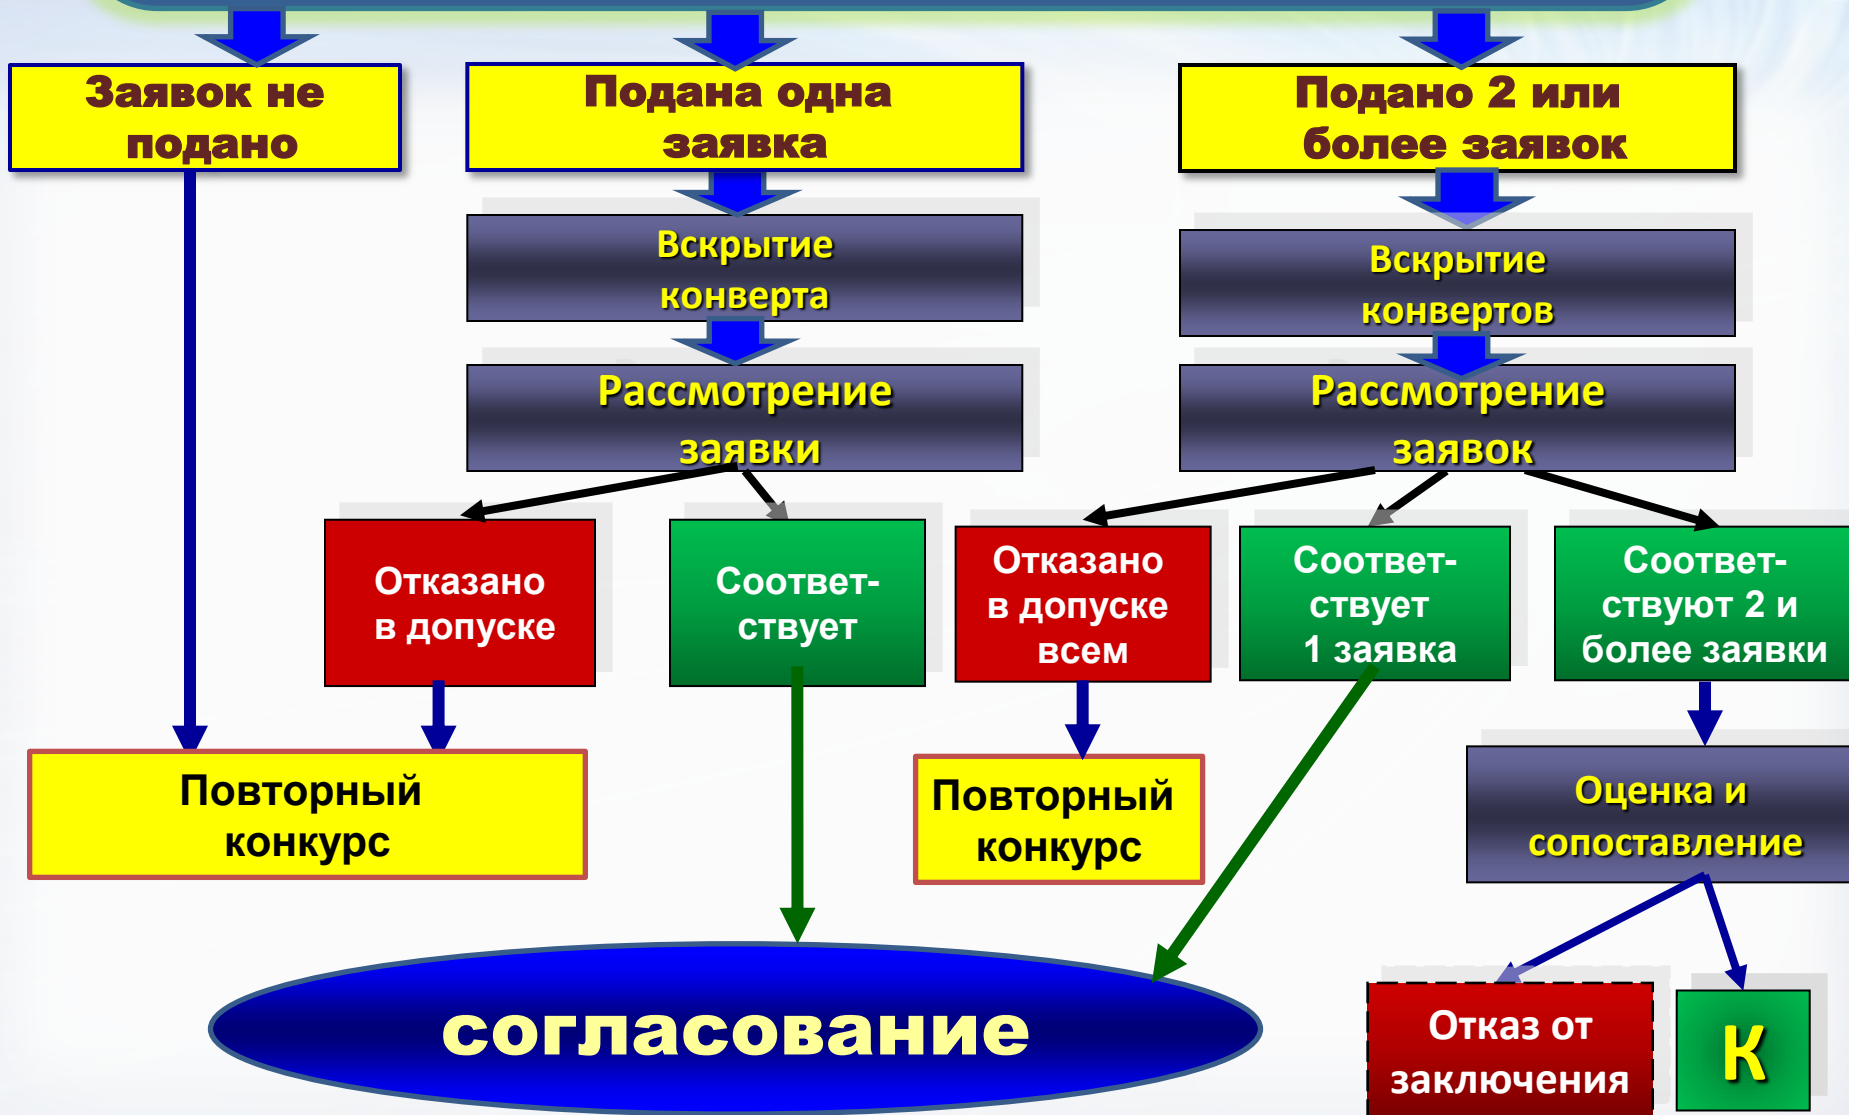 Заявок не
подано
Подана одна
заявка
Подано 2 или
более заявок
Вскрытие
конверта
Вскрытие
конвертов
Рассмотрение
заявки
Рассмотрение
заявок
Отказано
в допуске
Соответ-
ствует
Отказано
в допуске
всем
Соответ-
ствует
1 заявка
Соответ-
ствуют 2 и
более заявки
Повторный
конкурс
Повторный
конкурс
Оценка и
сопоставление
согласование
Отказ от
заключения
К